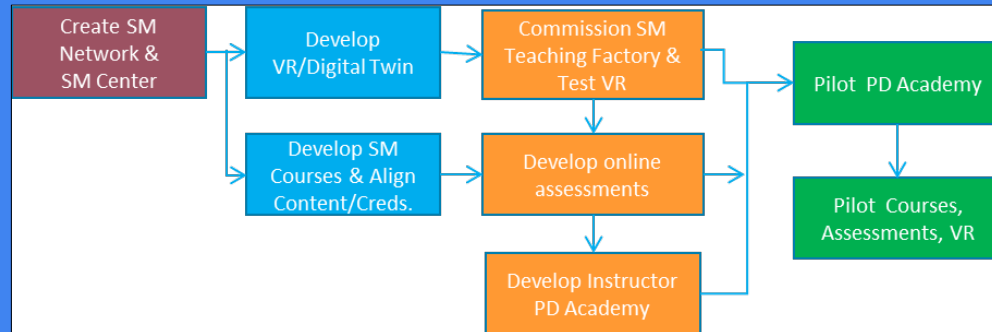 Create SM
Network &
SM Center
Develop
VR/Digital Twin
Commission SM
Teaching Factory &
Test VR
Pilot PD Academy
Develop SM
Courses & Align
Content/Creds.
Develop online
assessments
Pilot Courses,
Assessments, VR
Develop Instructor
PD Academy